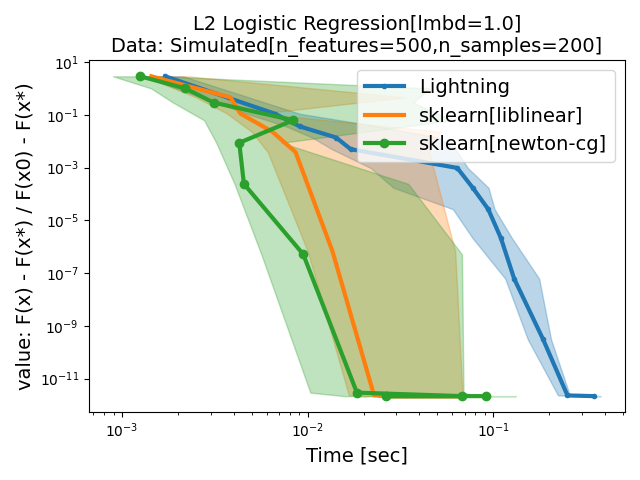 L2 Logistic Regression[lmbd=1.0]
Data: Simulated[n_features=500,n_samples=200]
value: F(x) - F(x*) / F(x0) - F(x*)
10^1
10^-1
10^-3
10^-5
10^-7
10^-9
10^-11
Lightning
sklearn[liblinear]
sklearn[newton-cg]
10^-3
10^-2
10^-1
Time [sec]